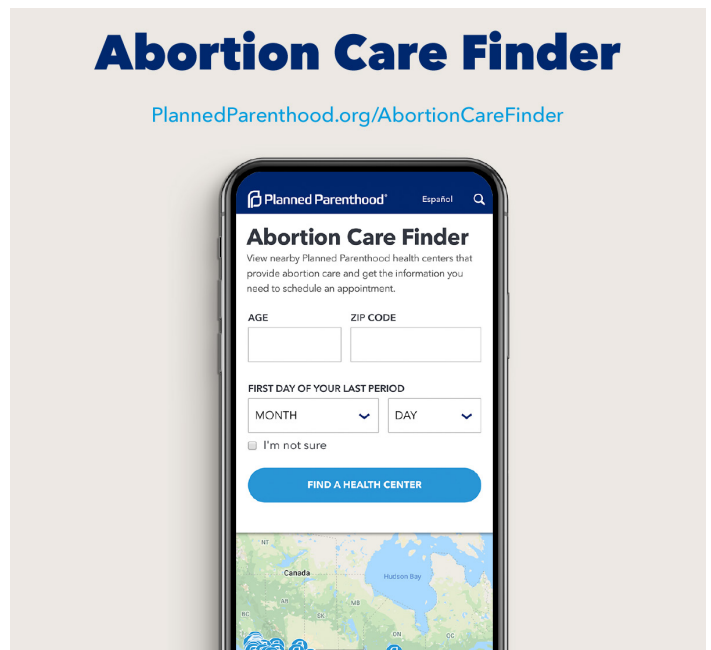 Abortion Care Finder
PlannedParenthood.org/AbortionCareFinder
Planned Parenthood®
Español
Abortion Care Finder
View nearby Planned Parenthood health centers that
provide abortion care and get the information you
need to schedule an appointment.
AGE ZIP CODE
FIRST DAY OF YOUR LAST PERIOD
MONTH DAY
I'm not sure
FIND A HEALTH CENTER
NT
Canada
Hudson Bay
AB
MB
BC
SK
ON
QC